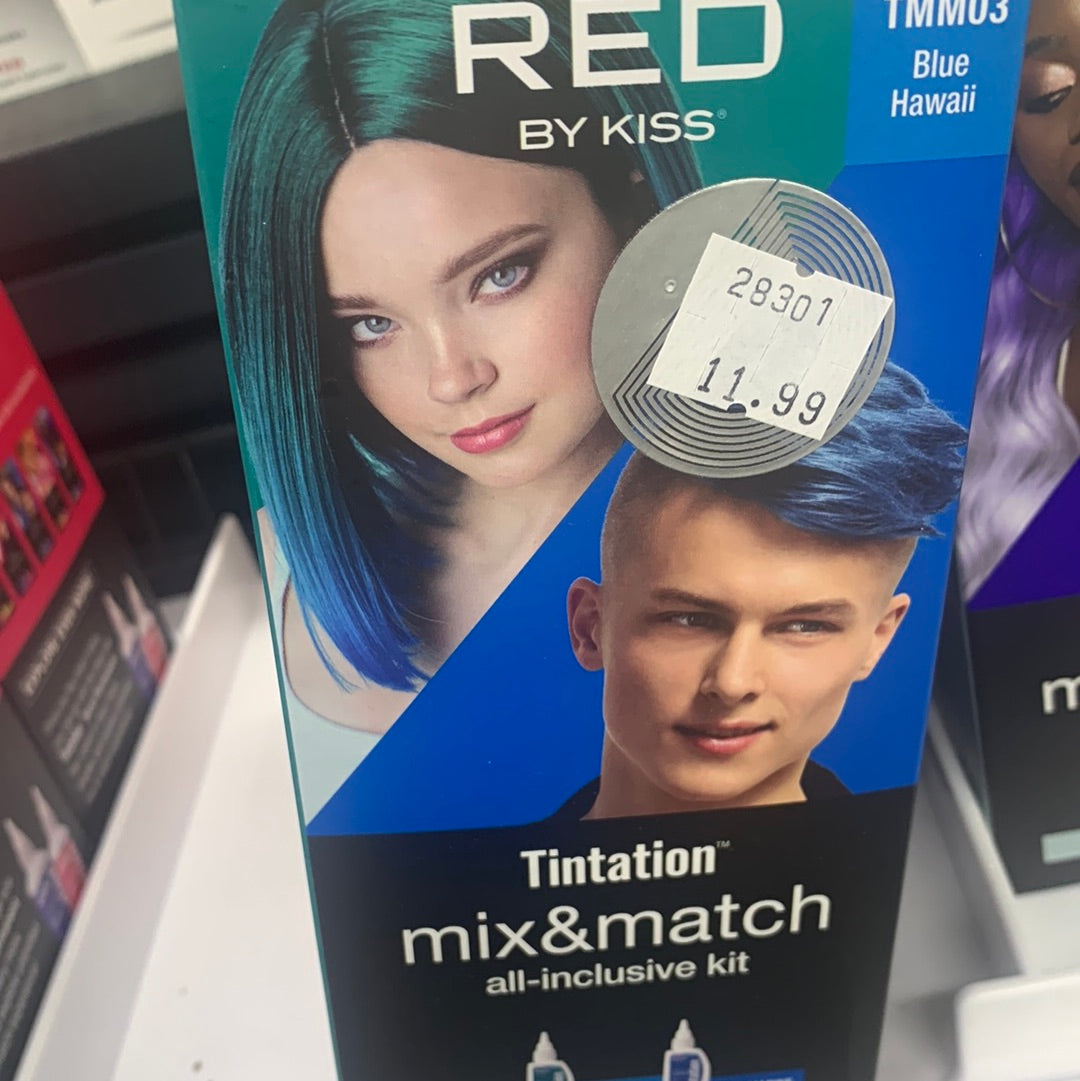 RED
BY KISS®
TMM03
Blue
Hawaii
28301
11.99
Tintation™
mix&match
all-inclusive kit
m